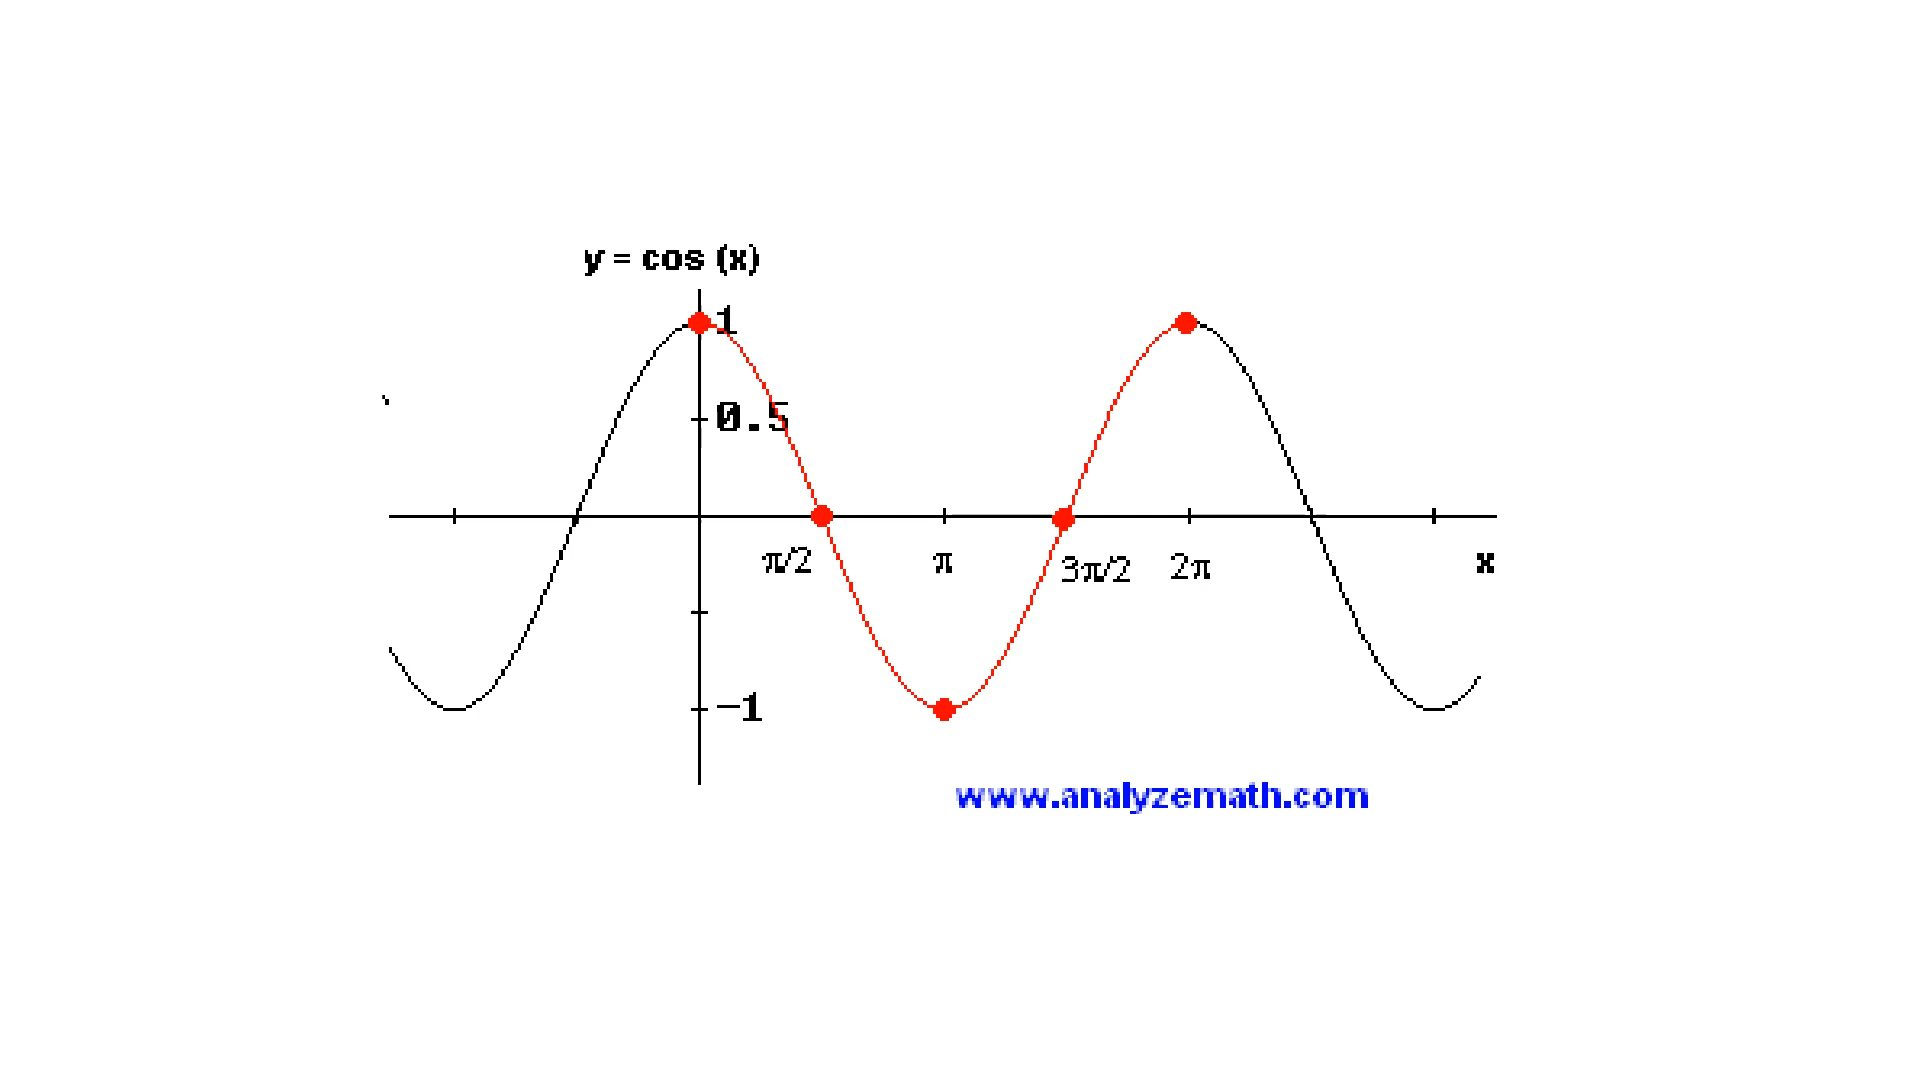 y = cos (x)
1
0.5
π/2
π
3π/2
2π
x
−1
www.analyzemath.com